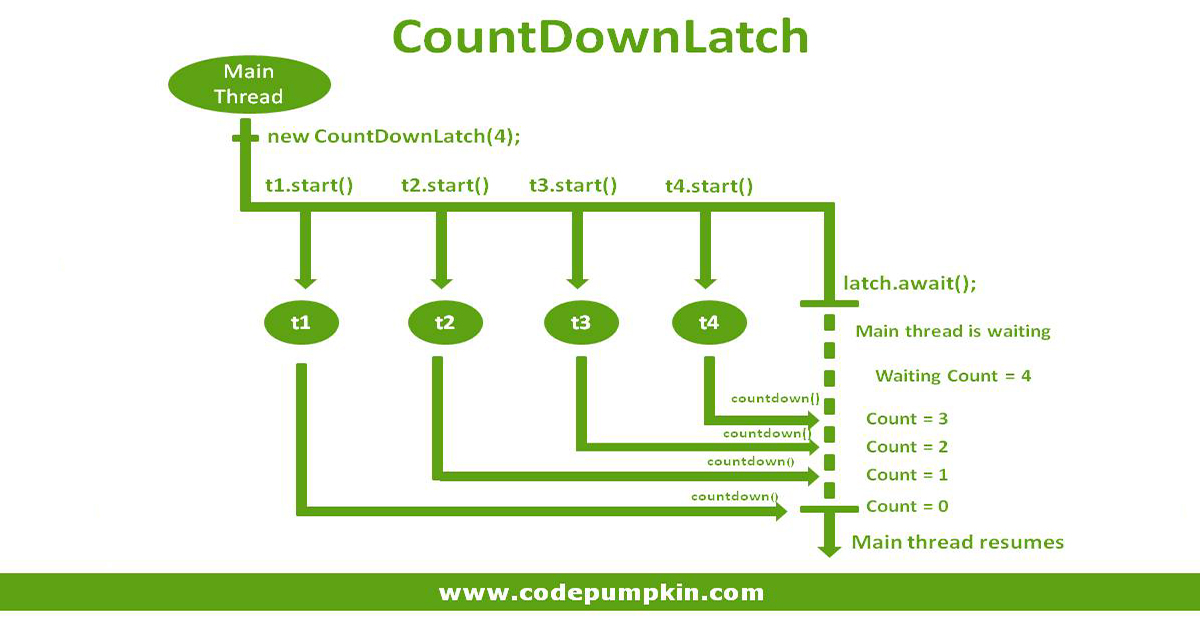 CountDownLatch
Main
Thread
new CountDownLatch(4);
t1.start()
t2.start()
t3.start()
t4.start()
latch.await();
t1
t2
t3
t4
Main thread is waiting
Waiting Count = 4
countdown()
Count = 3
countdown()
Count = 2
countdown()
Count = 1
countdown()
Count = 0
Main thread resumes
www.codepumpkin.com